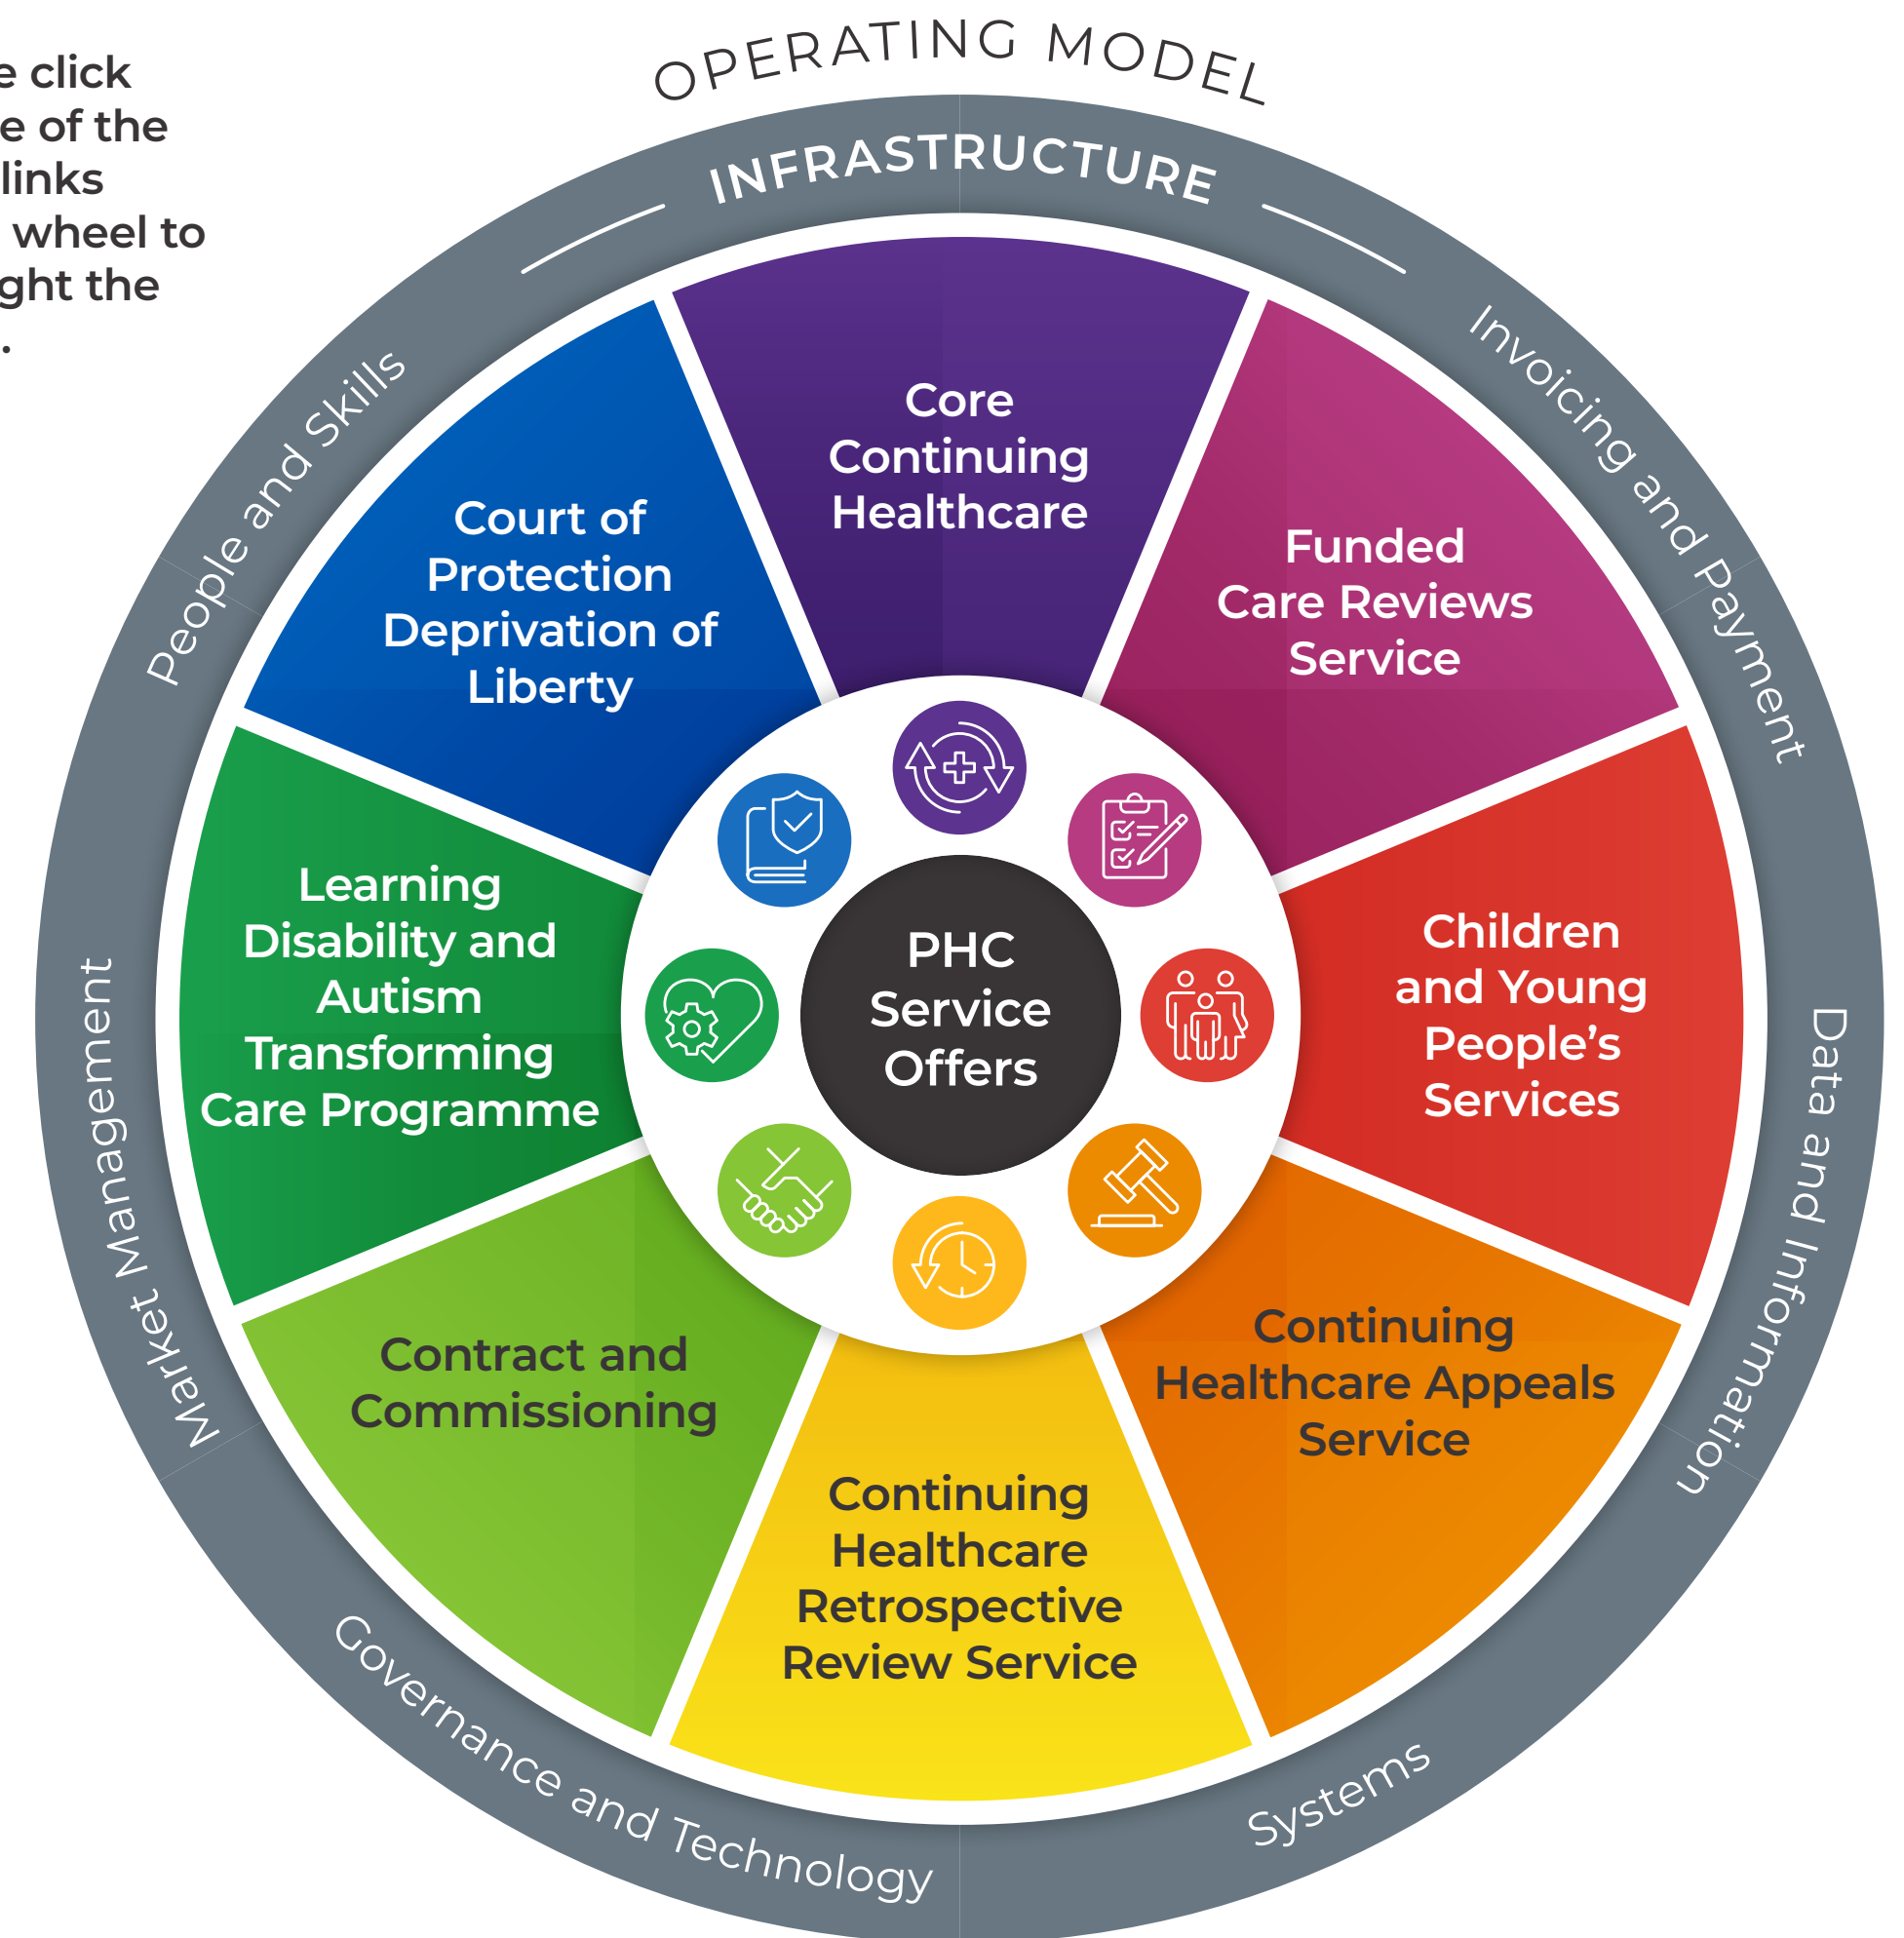 e click
e of the
links
wheel to
ght the
.
OPERATING MODEL
INFRASTRUCTURE
Invoicing and Payment
Data and Information
Systems
Governance and Technology
Market Management
People and Skills
Core
Continuing
Healthcare
Funded
Care Reviews
Service
Children
and Young
People’s
Services
Continuing
Healthcare Appeals
Service
Continuing
Healthcare
Retrospective
Review Service
Contract and
Commissioning
Learning
Disability and
Autism
Transforming
Care Programme
Court of
Protection
Deprivation of
Liberty
PHC
Service
Offers